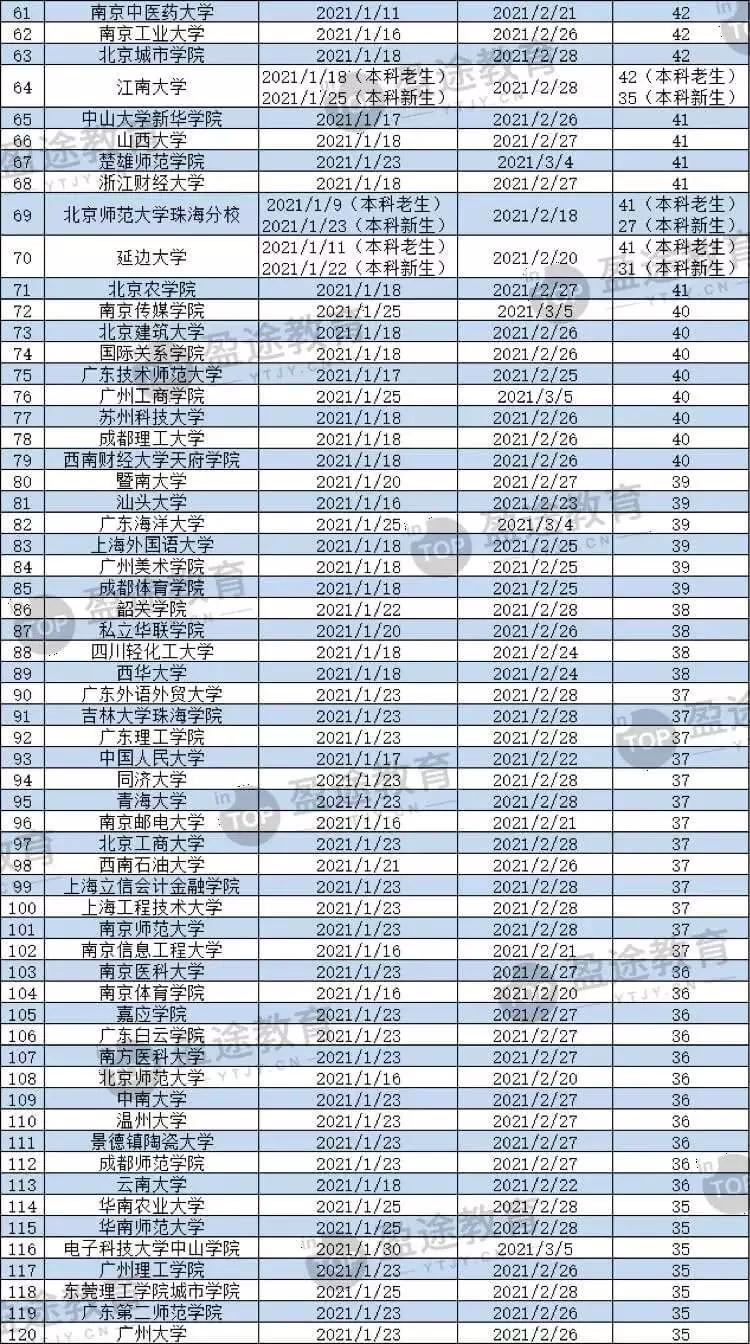 61 南京中医药大学 2021/1/11 2021/2/21 42
62 南京工业大学 2021/1/16 2021/2/26 42
63 北京城市学院 2021/1/18 2021/2/28 42
64 江南大学 2021/1/18（本科老生） 2021/2/28 42（本科老生）
2021/1/25（本科新生） 35（本科新生）
65 中山大学新华学院 2021/1/17 2021/2/26 41
66 山西大学 2021/1/18 2021/2/27 41
67 楚雄师范学院 2021/1/23 2021/3/4 41
68 浙江财经大学 2021/1/18 2021/2/27 41
69 北京师范大学珠海分校 2021/1/9（本科老生） 2021/2/18 41（本科老生）
2021/1/23（本科新生） 27（本科新生）
70 延边大学 2021/1/11（本科老生） 2021/2/20 41（本科老生）
2021/1/22（本科新生） 31（本科新生）
71 北京农学院 2021/1/18 2021/2/27 41
72 南京传媒学院 2021/1/25 2021/3/5 40
73 北京建筑大学 2021/1/18 2021/2/26 40
74 国际关系学院 2021/1/18 2021/2/26 40
75 广东技术师范大学 2021/1/17 2021/2/25 40
76 广州工商学院 2021/1/25 2021/3/5 40
77 苏州科技大学 2021/1/18 2021/2/26 40
78 成都理工大学 2021/1/18 2021/2/26 40
79 西南财经大学天府学院 2021/1/18 2021/2/26 40
80 暨南大学 2021/1/20 2021/2/27 39
81 汕头大学 2021/1/16 2021/2/23 39
82 广东海洋大学 2021/1/25 2021/3/4 39
83 上海外国语大学 2021/1/18 2021/2/25 39
84 广州美术学院 2021/1/18 2021/2/25 39
85 成都体育学院 2021/1/18 2021/2/25 39
86 韶关学院 2021/1/22 2021/2/28 38
87 私立华联学院 2021/1/20 2021/2/26 38
88 四川轻化工大学 2021/1/18 2021/2/24 38
89 西华大学 2021/1/18 2021/2/24 38
90 广东外语外贸大学 2021/1/23 2021/2/28 37
91 吉林大学珠海学院 2021/1/23 2021/2/28 37
92 广东理工学院 2021/1/23 2021/2/28 37
93 中国人民大学 2021/1/17 2021/2/22 37
94 同济大学 2021/1/23 2021/2/28 37
95 青海大学 2021/1/23 2021/2/28 37
96 南京邮电大学 2021/1/16 2021/2/21 37
97 北京工商大学 2021/1/23 2021/2/28 37
98 西南石油大学 2021/1/21 2021/2/26 37
99 上海立信会计金融学院 2021/1/23 2021/2/28 37
100 上海工程技术大学 2021/1/23 2021/2/28 37
101 南京师范大学 2021/1/23 2021/2/28 37
102 南京信息工程大学 2021/1/16 2021/2/21 37
103 南京医科大学 2021/1/23 2021/2/27 36
104 南京体育学院 2021/1/16 2021/2/20 36
105 嘉应学院 2021/1/23 2021/2/27 36
106 广东白云学院 2021/1/23 2021/2/27 36
107 南方医科大学 2021/1/23 2021/2/27 36
108 北京师范大学 2021/1/16 2021/2/20 36
109 中南大学 2021/1/23 2021/2/27 36
110 温州大学 2021/1/23 2021/2/27 36
111 景德镇陶瓷大学 2021/1/23 2021/2/27 36
112 成都师范学院 2021/1/23 2021/2/27 36
113 云南大学 2021/1/18 2021/2/22 36
114 华南农业大学 2021/1/25 2021/2/28 35
115 华南师范大学 2021/1/25 2021/2/28 35
116 电子科技大学中山学院 2021/1/30 2021/3/5 35
117 广州理工学院 2021/1/23 2021/2/26 35
118 东莞理工学院城市学院 2021/1/25 2021/2/28 35
119 广东第二师范学院 2021/1/23 2021/2/26 35
120 广州大学 2021/1/23 2021/2/26 35
in TOP 盈途教育
YTJY.CN